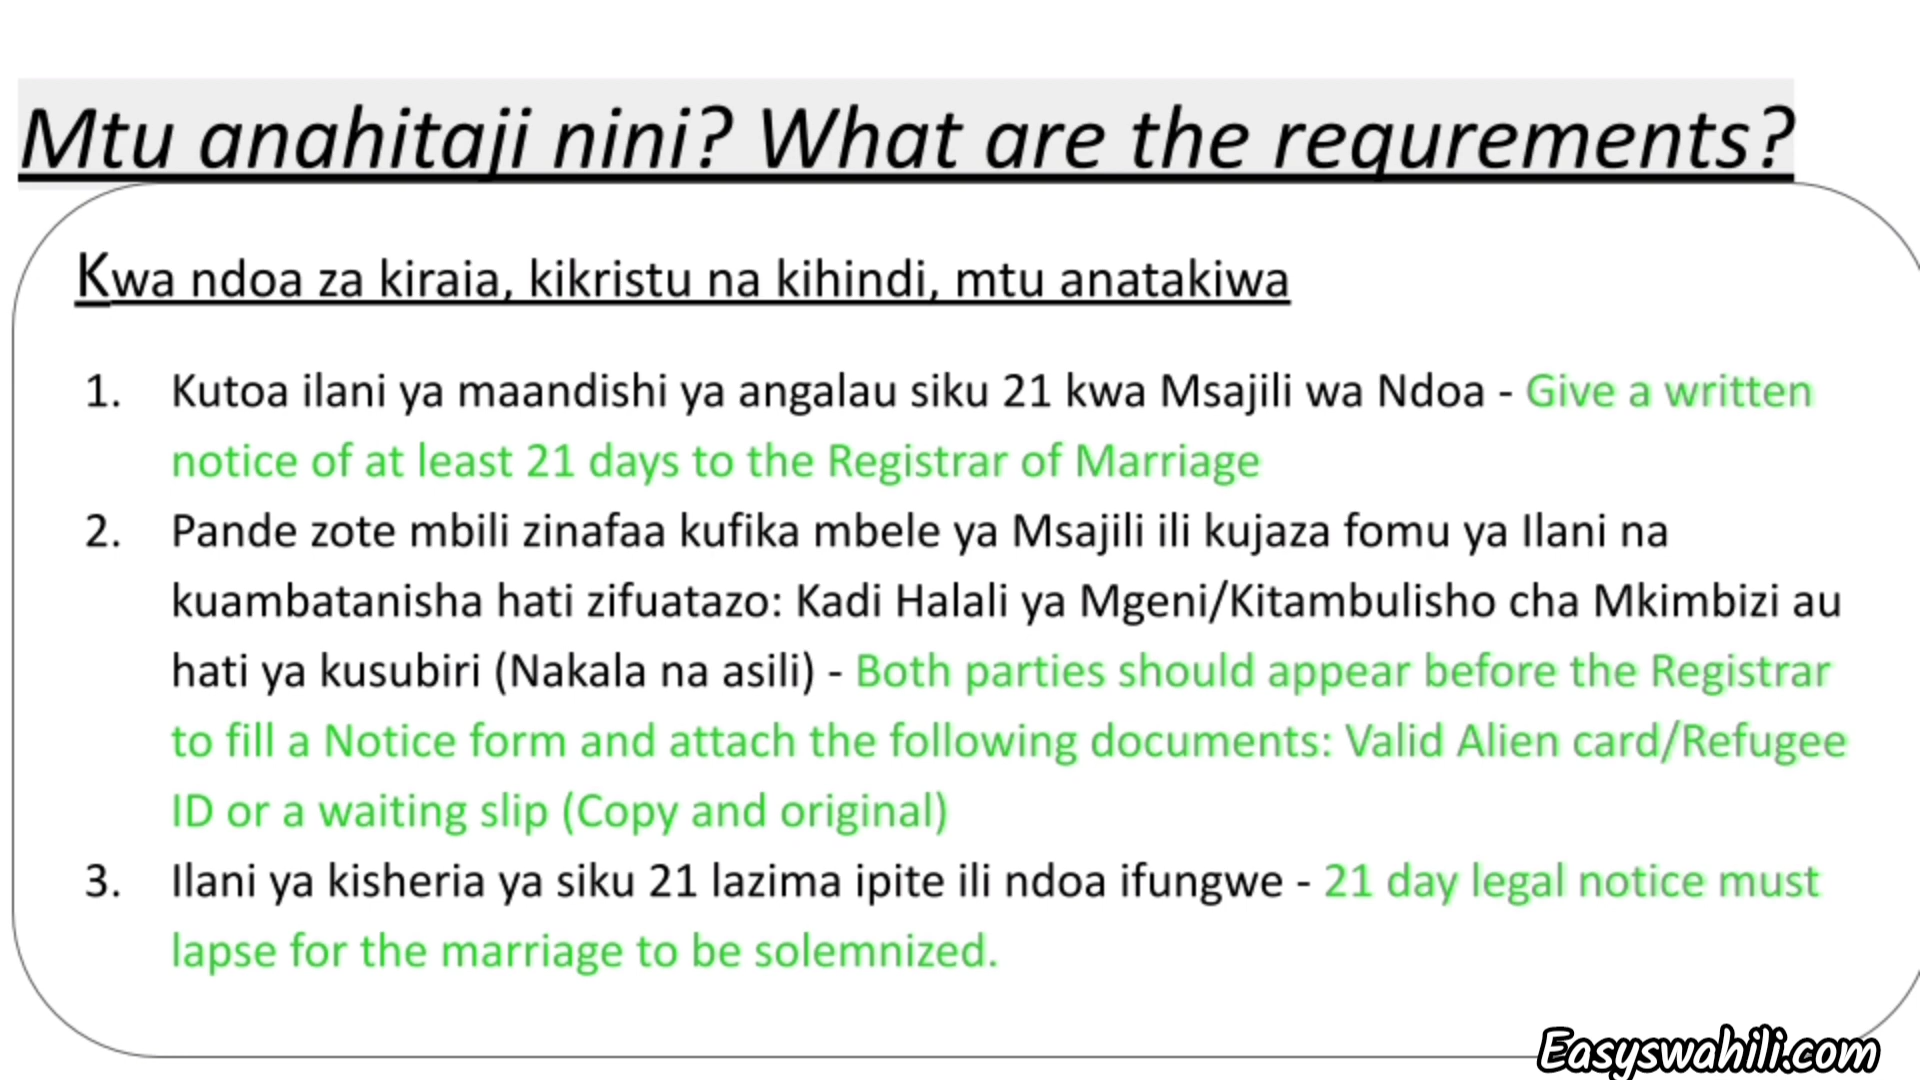 Mtu anahitaji nini? What are the requrements?
Kwa ndoa za kiraia, kikristu na kihindi, mtu anatakiwa
1. Kutoa ilani ya maandishi ya angalau siku 21 kwa Msajili wa Ndoa - Give a written
notice of at least 21 days to the Registrar of Marriage
2. Pande zote mbili zinafaa kufika mbele ya Msajili ili kujaza fomu ya Ilani na
kuambatanisha hati zifuatazo: Kadi Halali ya Mgeni/Kitambulisho cha Mkimbizi au
hati ya kusubiri (Nakala na asili) - Both parties should appear before the Registrar
to fill a Notice form and attach the following documents: Valid Alien card/Refugee
ID or a waiting slip (Copy and original)
3. Ilani ya kisheria ya siku 21 lazima ipite ili ndoa ifungwe - 21 day legal notice must
lapse for the marriage to be solemnized.
Easyswahili.com